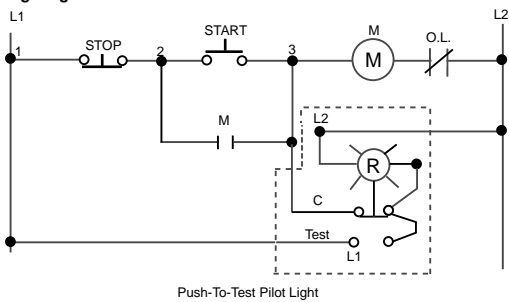 L1
L2
STOP
START
M
O.L.
1
2
3
M
M
L2
R
C
Test
L1
Push-To-Test Pilot Light